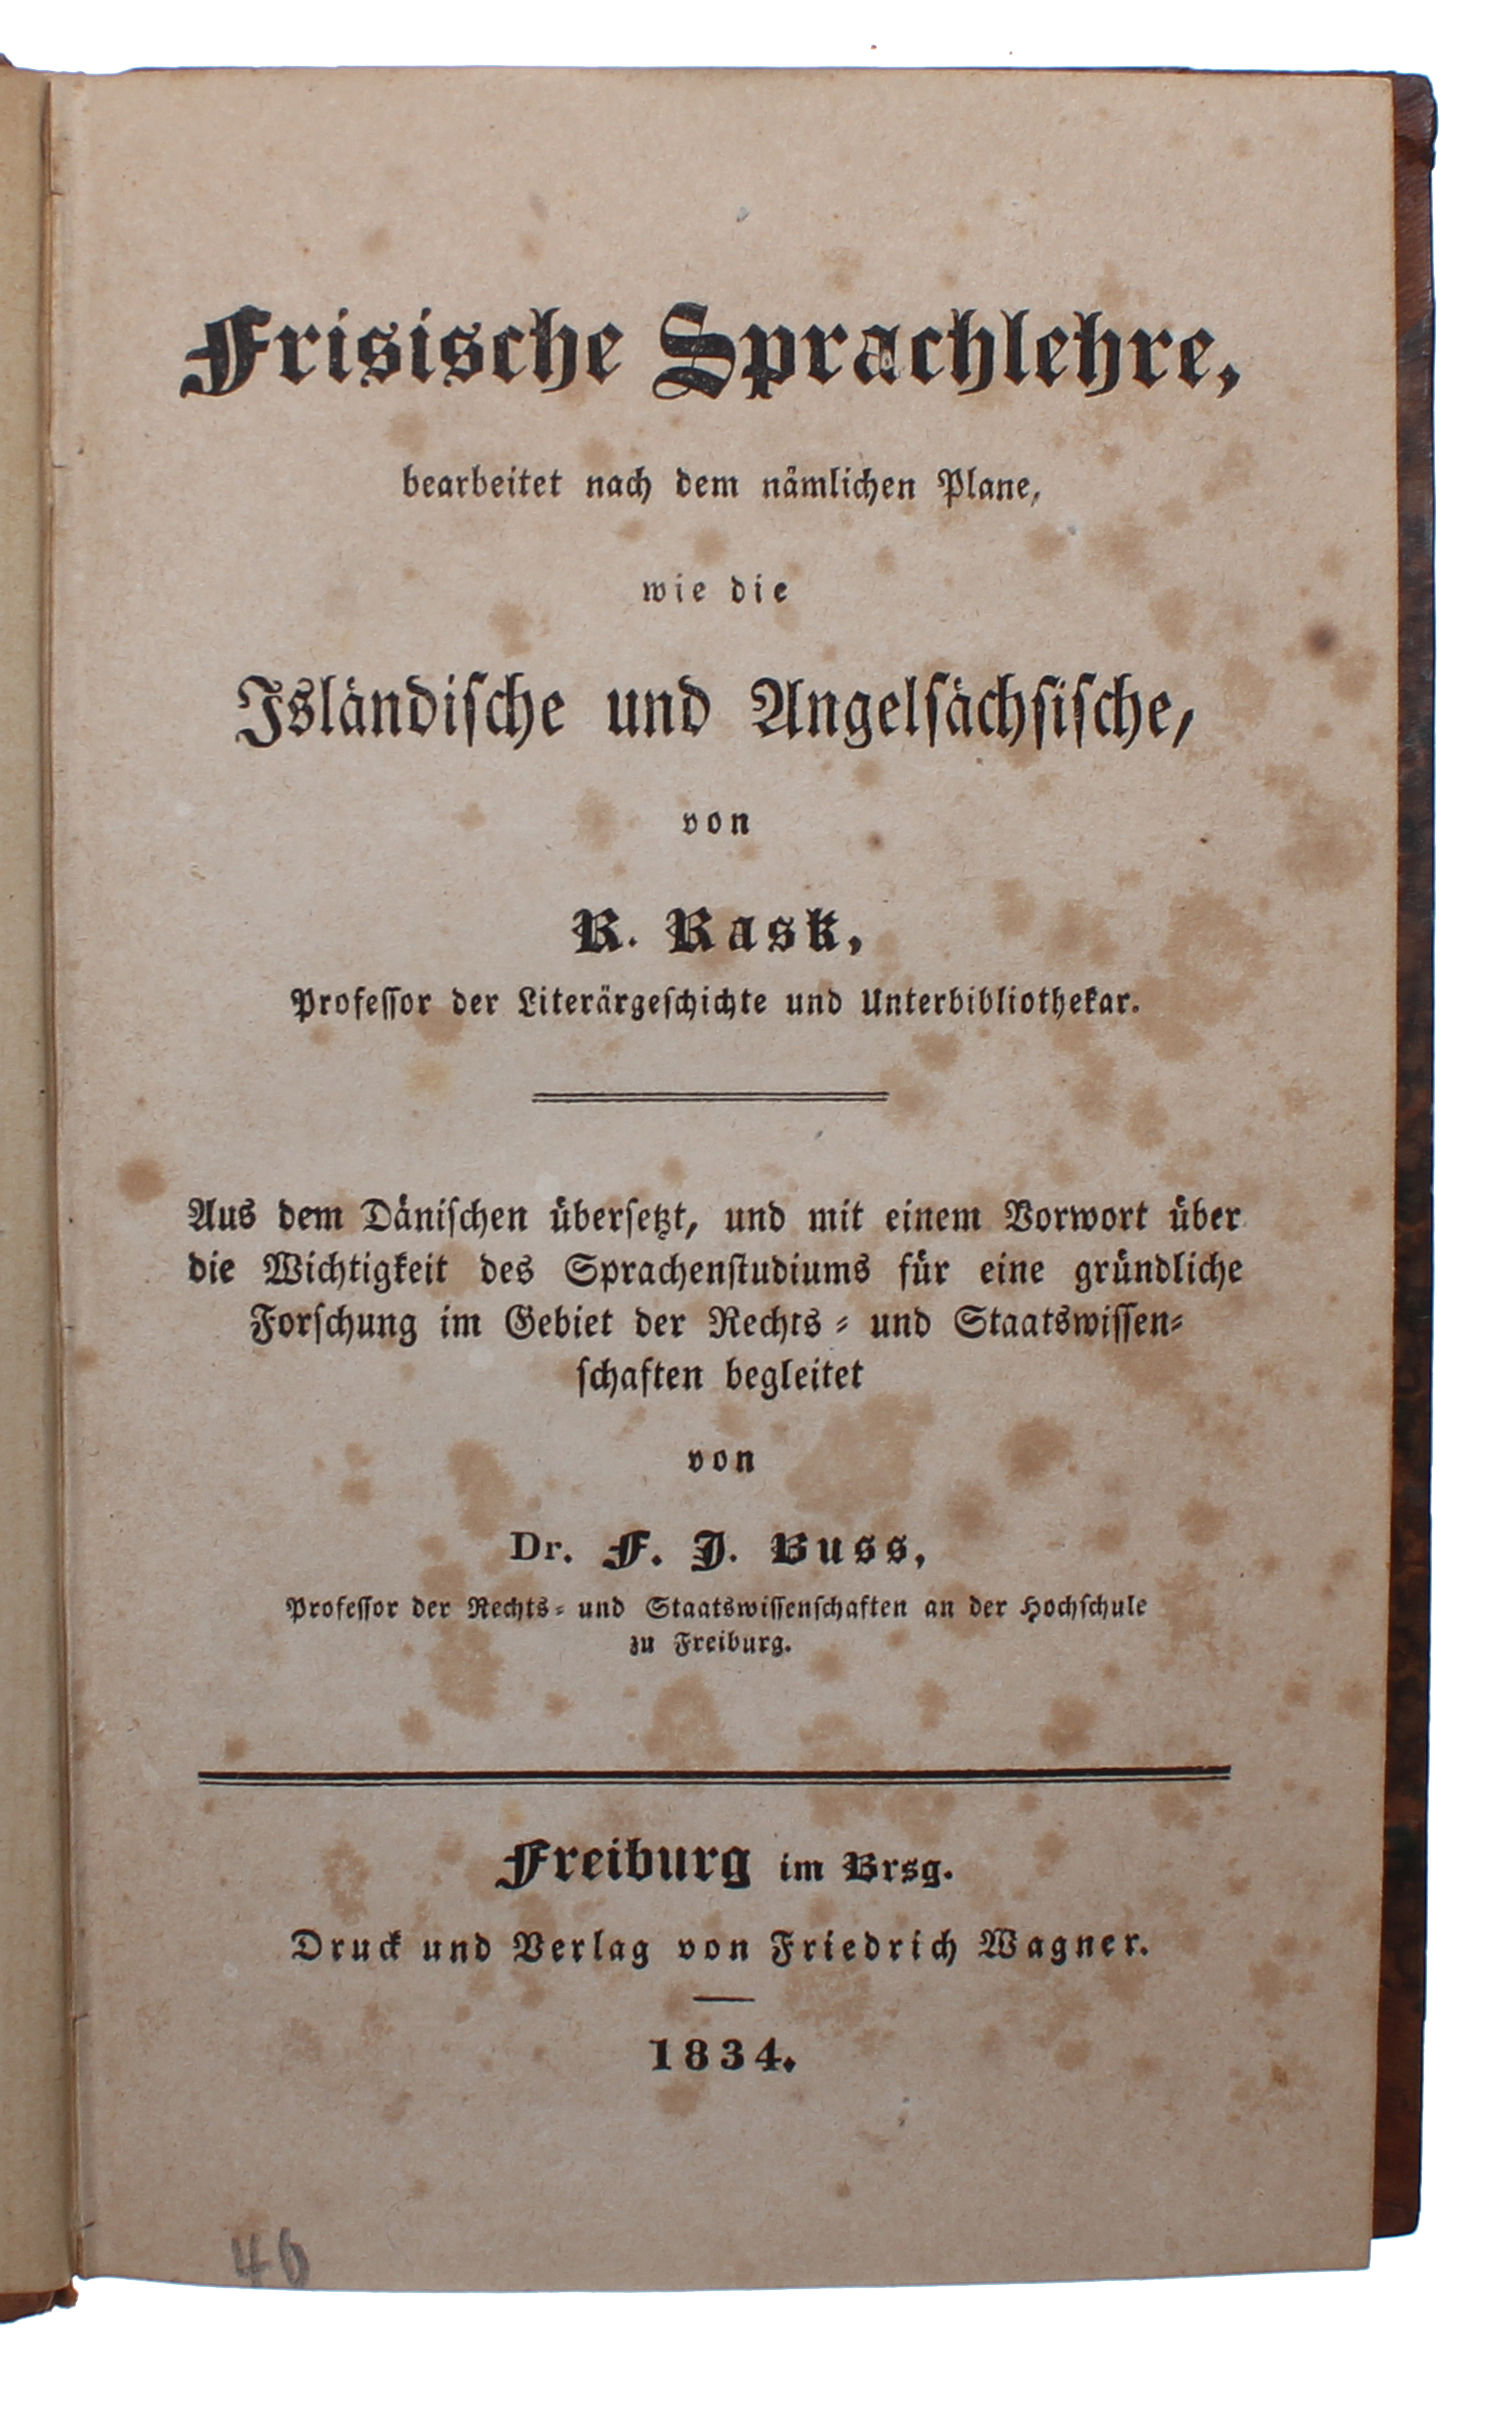 Frisische Sprachlehre,
bearbeitet nach dem nämlichen Plane,
wie die
Isländische und Angelsächsische,
von
R. Rask,
Professor der Literärgeschichte und Unterbibliothekar.
Aus dem Dänischen übersetzt, und mit einem Vorwort über
die Wichtigkeit des Sprachenstudiums für eine gründliche
Forschung im Gebiet der Rechts- und Staatswissen-
schaften begleitet
von
Dr. F. J. Buss,
Professor der Rechts- und Staatswissenschaften an der Hochschule
zu Freiburg.
Freiburg im Brsg.
Druck und Verlag von Friedrich Wagner.
1834.
46